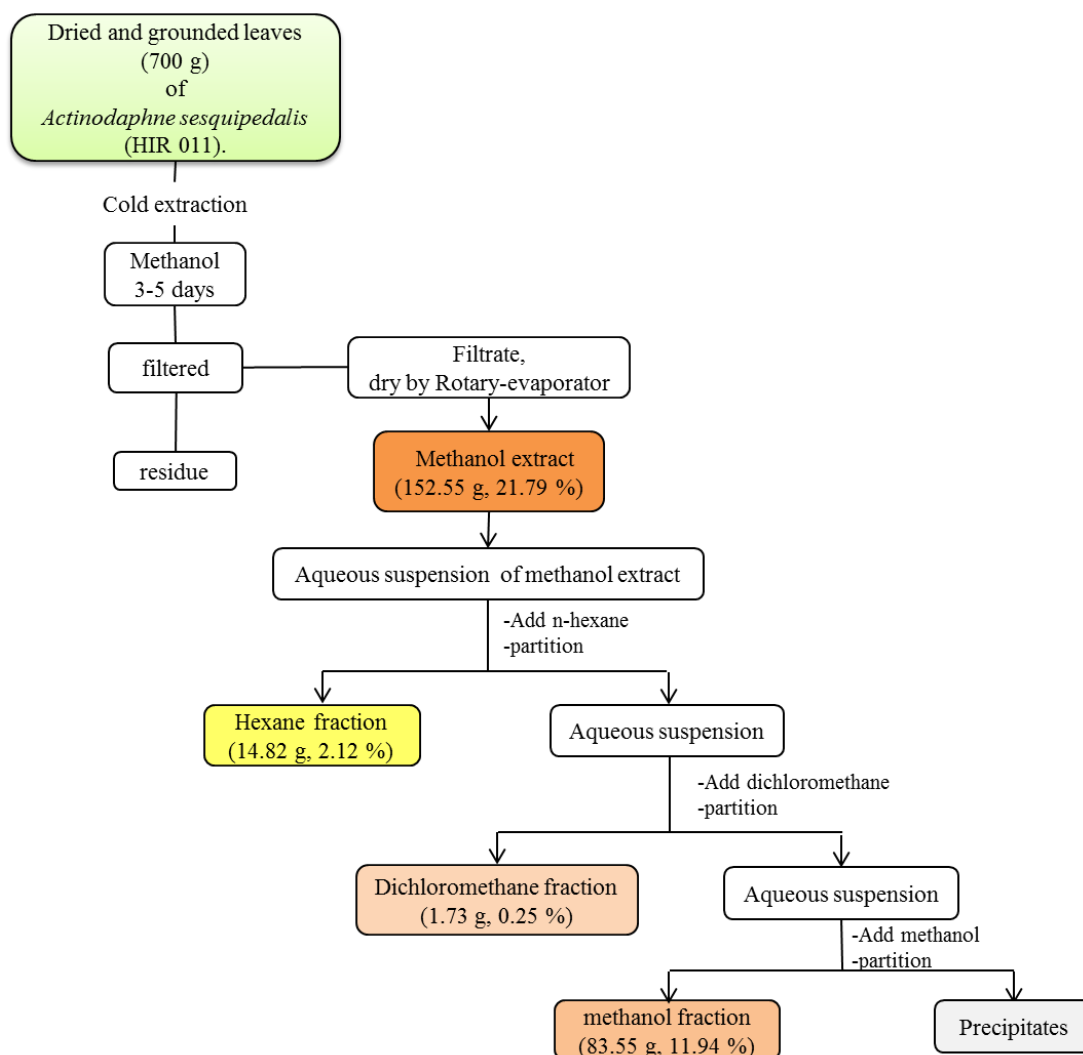 Dried and grounded leaves
(700 g)
of
Actinodaphne sesquipedalis
(HIR 011).
Cold extraction
Methanol
3-5 days
filtered
Filtrate,
dry by Rotary-evaporator
residue
Methanol extract
(152.55 g, 21.79 %)
Aqueous suspension of methanol extract
-Add n-hexane
-partition
Hexane fraction
(14.82 g, 2.12 %)
Aqueous suspension
-Add dichloromethane
-partition
Dichloromethane fraction
(1.73 g, 0.25 %)
Aqueous suspension
-Add methanol
-partition
methanol fraction
(83.55 g, 11.94 %)
Precipitates